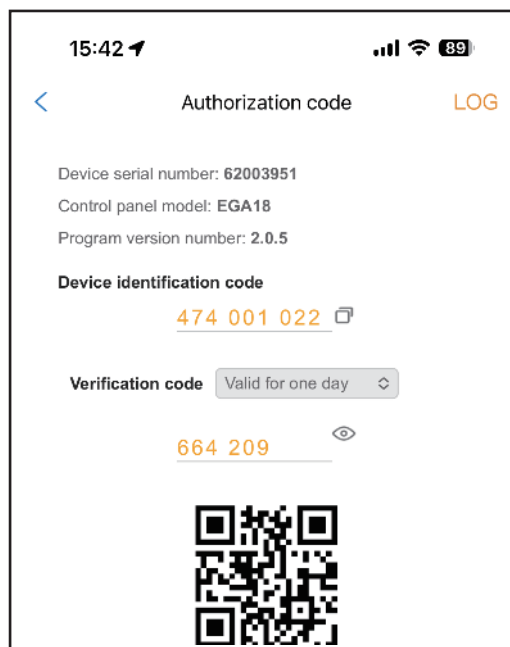 15:42
89
Authorization code
LOG
Device serial number: 62003951
Control panel model: EGA18
Program version number: 2.0.5
Device identification code
474 001 022
Verification code
Valid for one day
664 209